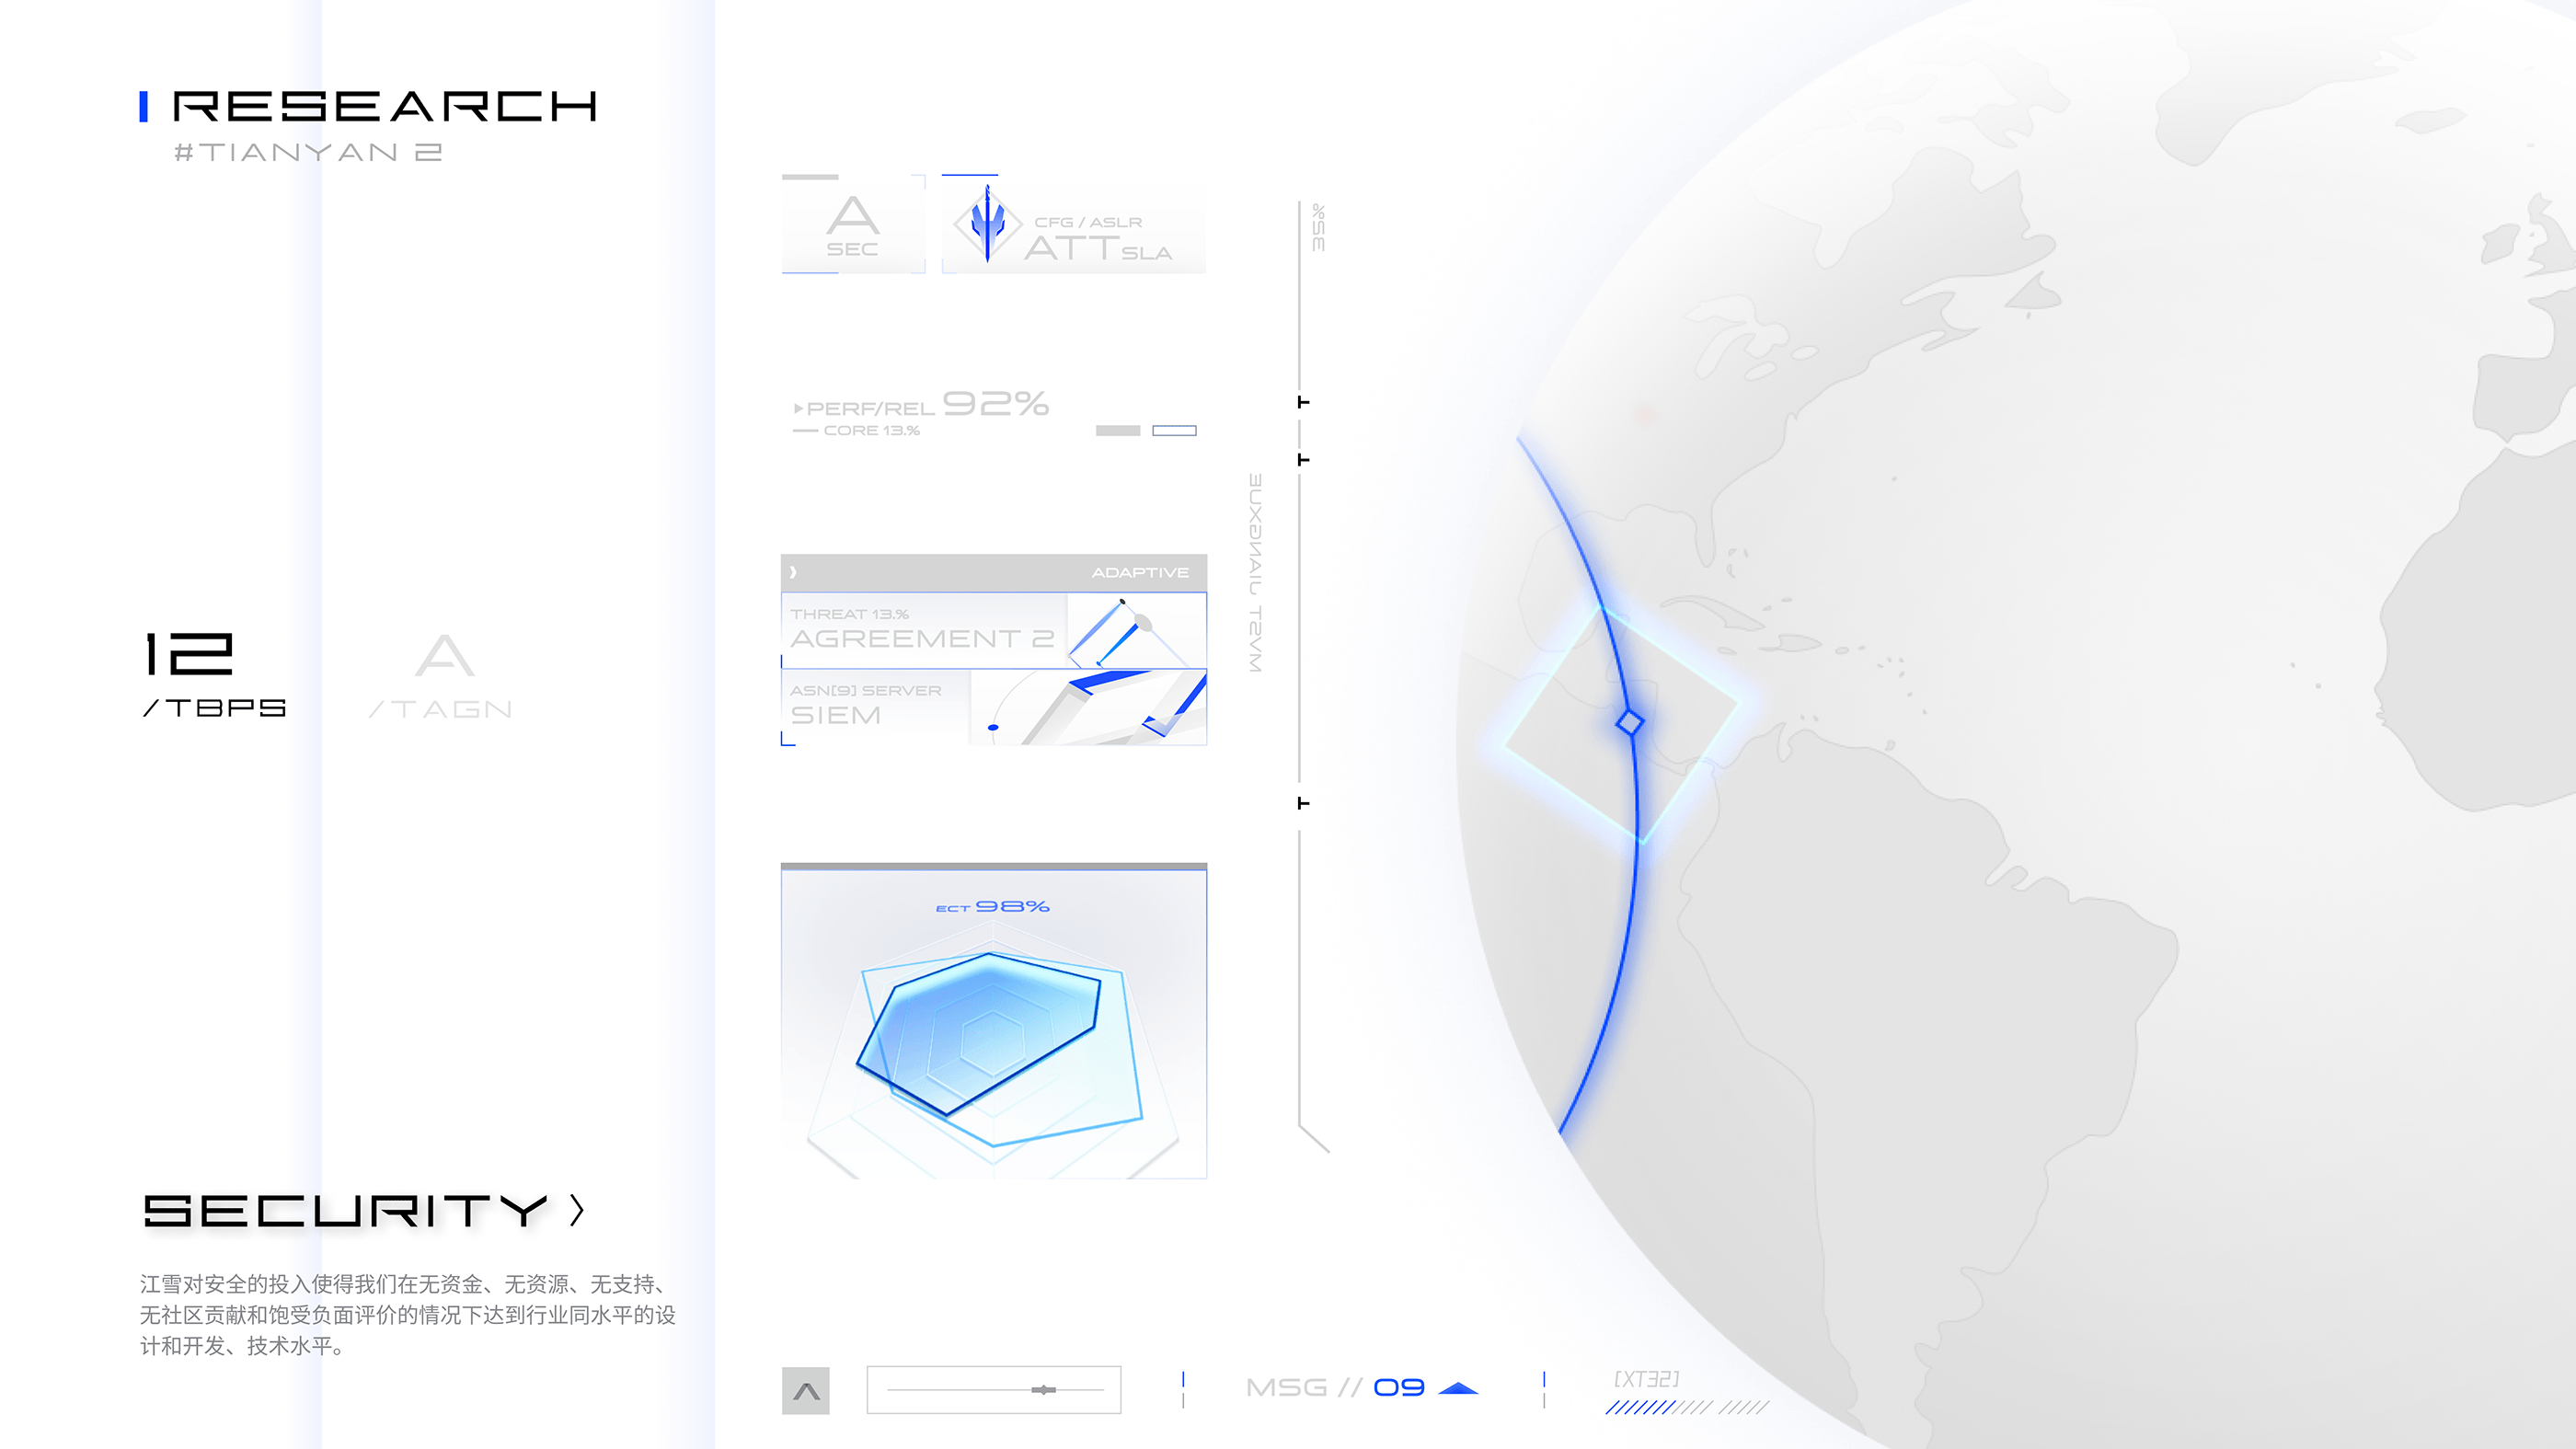 RESEARCH
#TIANYAN 2
12
/TBPS
A
/TAGN
SECURITY
江雪对安全的投入使得我们在无资金、无资源、无支持、
无社区贡献和饱受负面评价的情况下达到行业同水平的设
计和开发、技术水平。
A
SEC
CFG / ASLR
ATT SLA
PERF/REL 92%
CORE 13.%
ADAPTIVE
THREAT 13.%
AGREEMENT 2
ASN[9] SERVER
SIEM
ECT 98%
MSG // 09
[XT32]